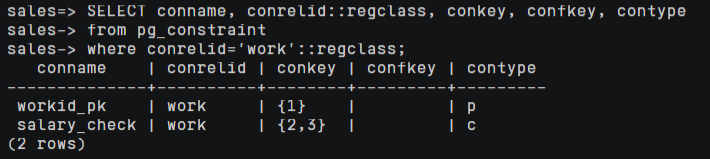 sales=> SELECT conname, conrelid::regclass, conkey, confkey, contype
sales-> from pg_constraint
sales-> where conrelid='work'::regclass;
   conname    | conrelid | conkey | confkey | contype
--------------+----------+--------+---------+---------
 workid_pk    | work     | {1}    |         | p
 salary_check | work     | {2,3}  |         | c
(2 rows)